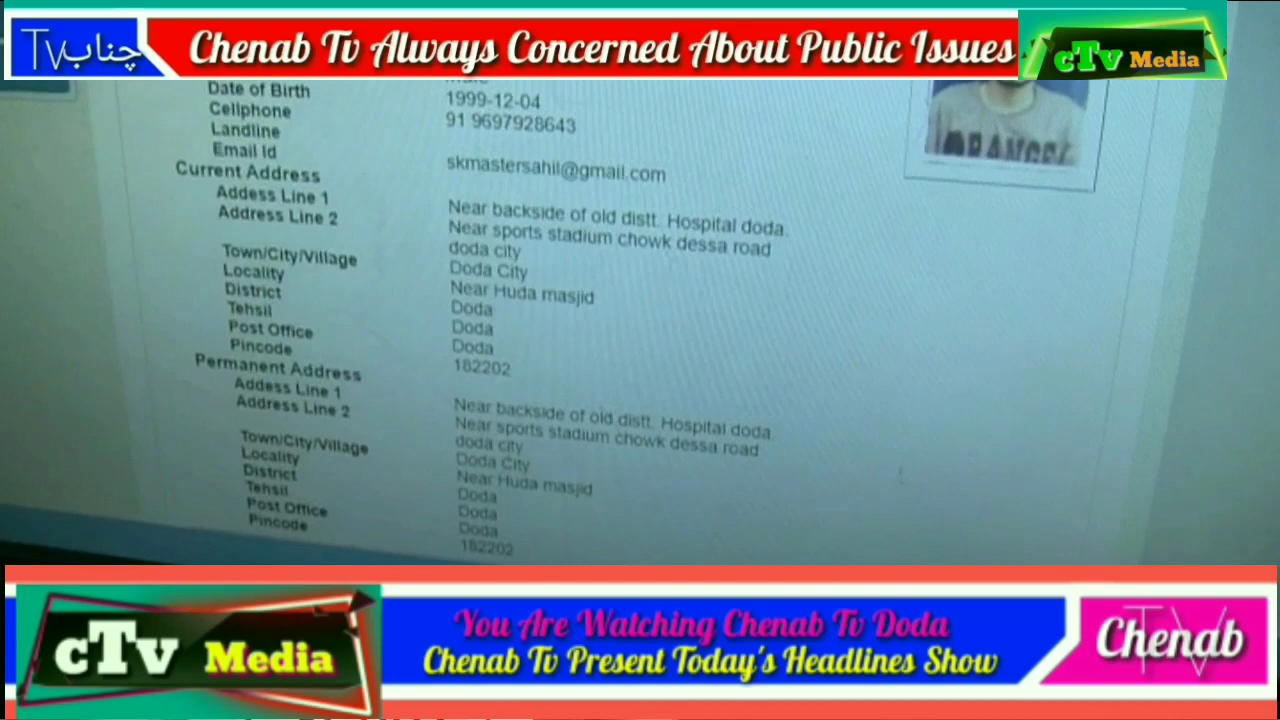 Tv چناب
Chenab Tv Always Concerned About Public Issues
cTv Media
Date of Birth 1999-12-04
Cellphone 91 9697928643
Landline
Email Id skmastersahil@gmail.com
Current Address
Addess Line 1 Near backside of old distt. Hospital doda.
Address Line 2 Near sports stadium chowk dessa road
doda city
Town/City/Village Doda City
Locality Near Huda masjid
District Doda
Tehsil Doda
Post Office Doda
Pincode 182202
Permanent Address
Addess Line 1 Near backside of old distt. Hospital doda.
Address Line 2 Near sports stadium chowk dessa road
doda city
Town/City/Village Doda City
Locality Near Huda masjid
District Doda
Tehsil Doda
Post Office Doda
Pincode 182202
cTv Media
You Are Watching Chenab Tv Doda
Chenab Tv Present Today's Headlines Show
Chenab TV